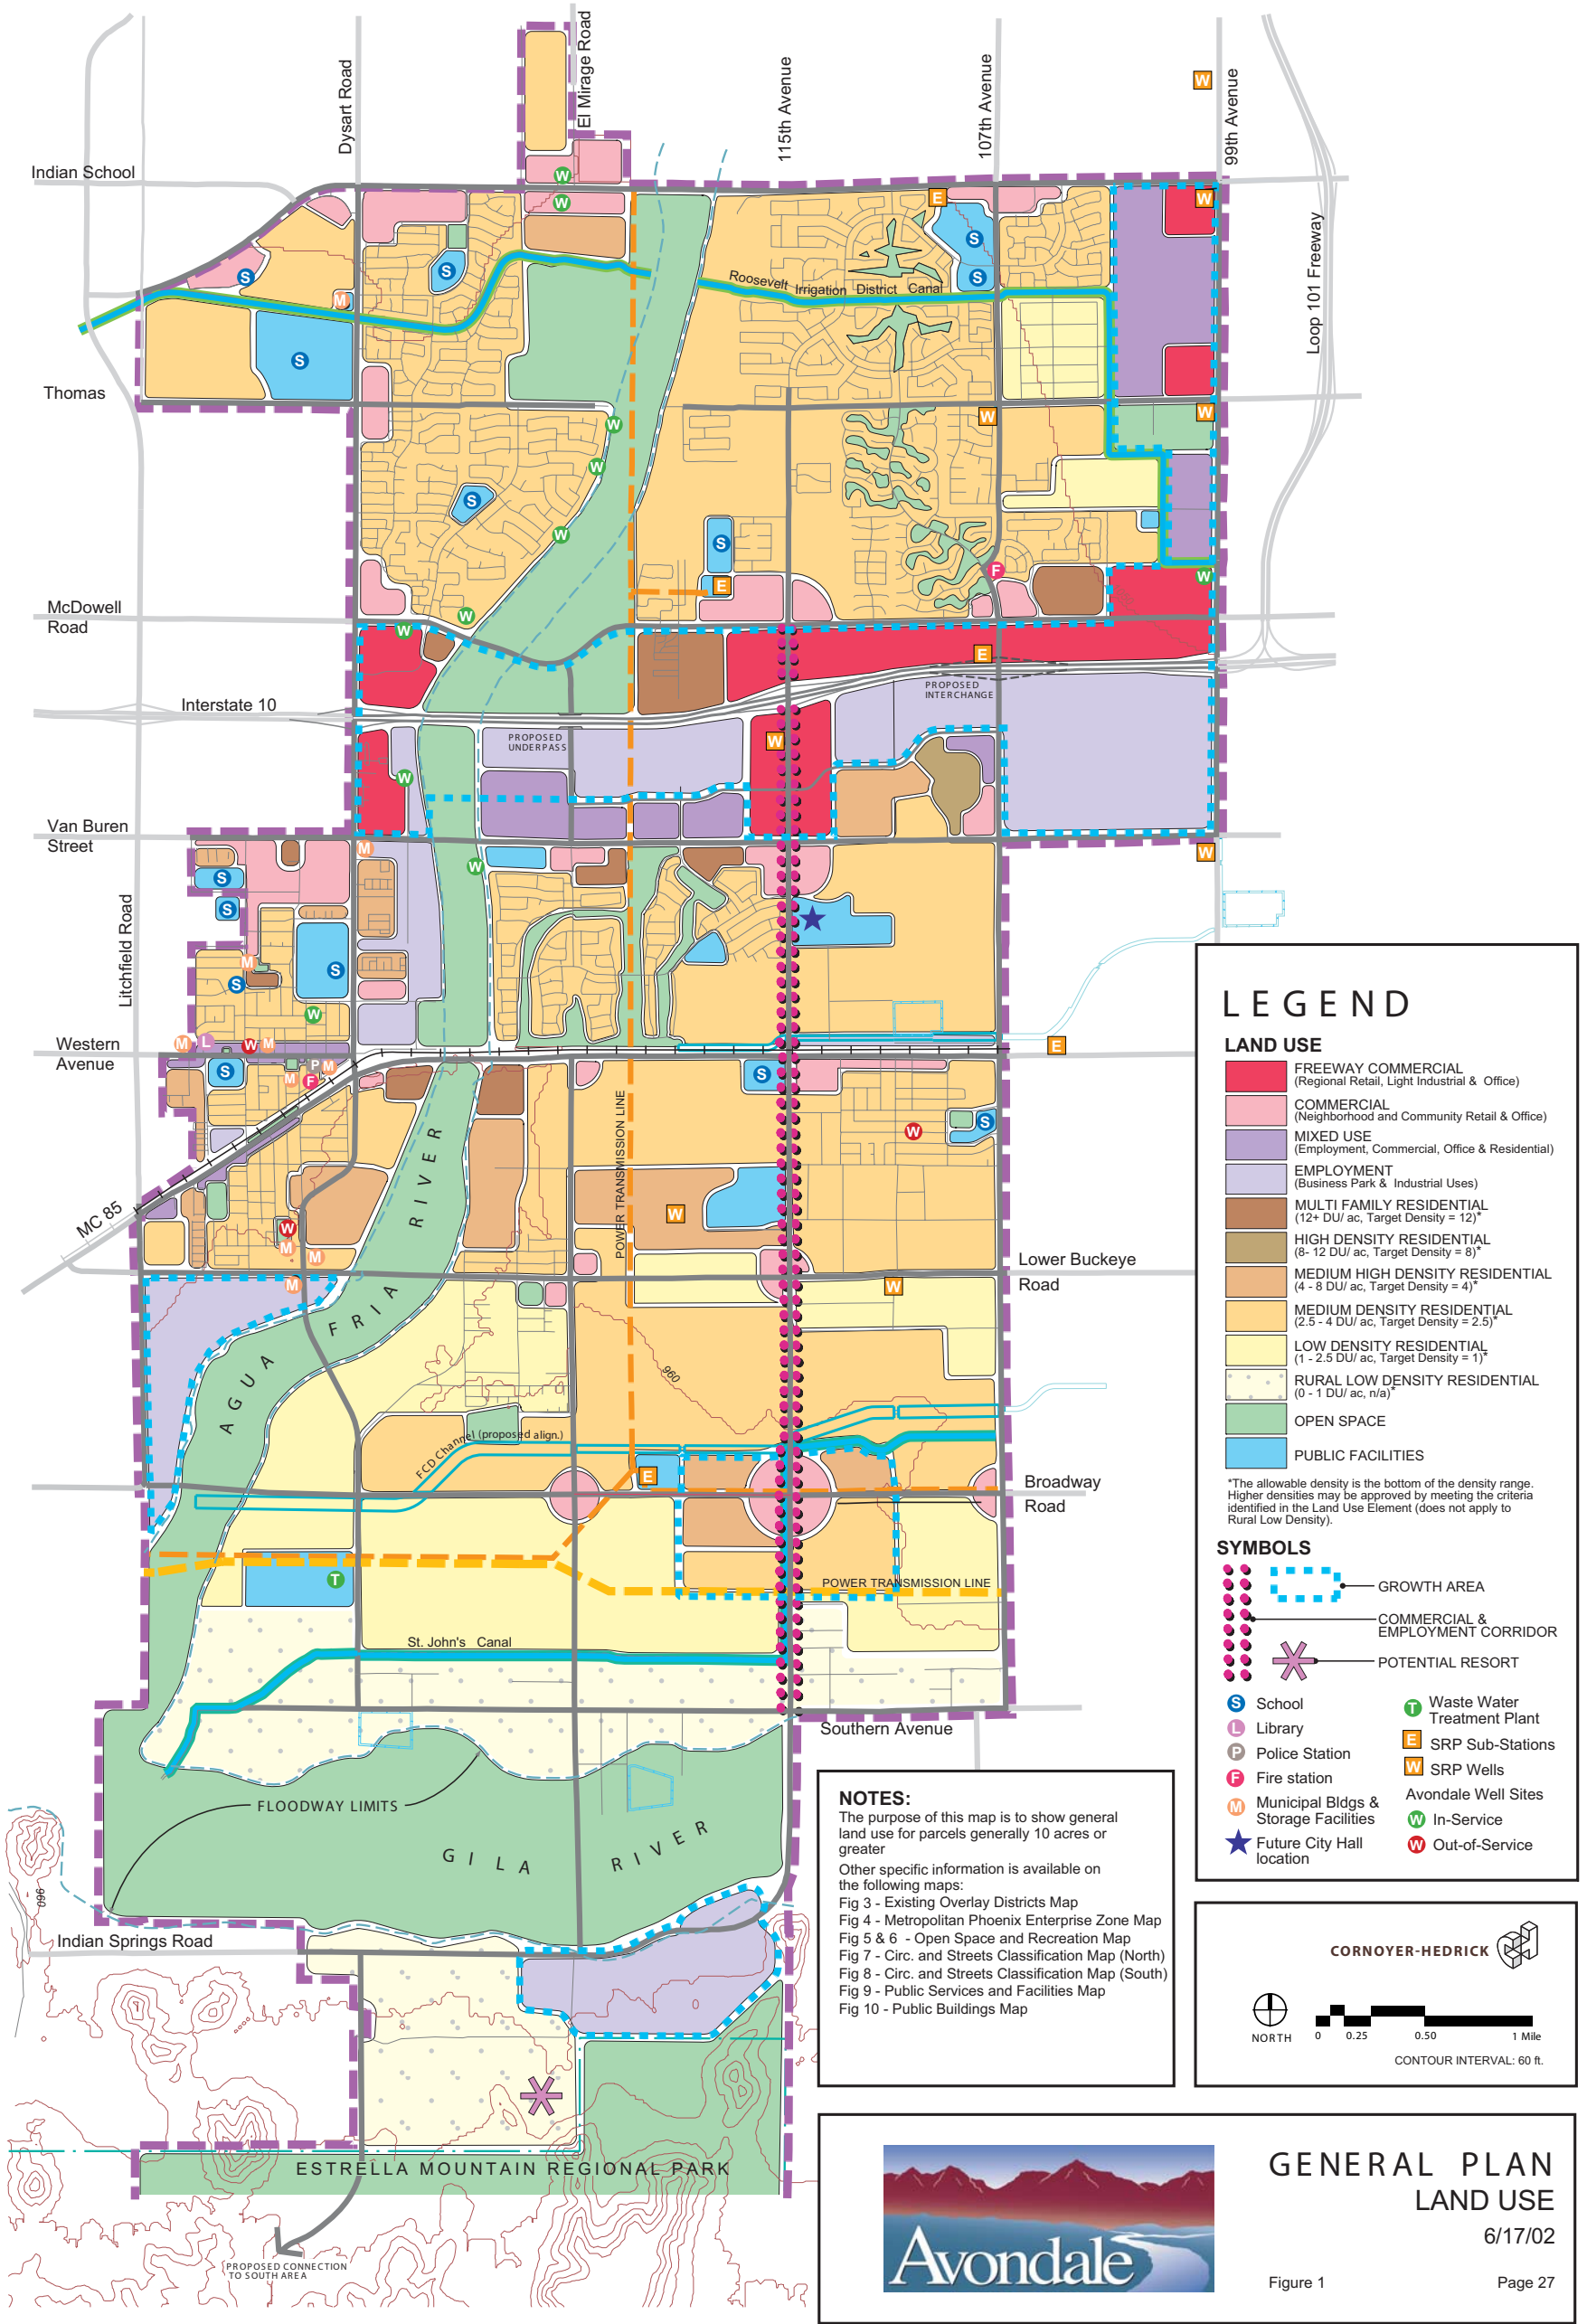 Dysart Road
El Mirage Road
115th Avenue
107th Avenue
99th Avenue
Loop 101 Freeway
Indian School
Roosevelt Irrigation District Canal
Thomas
McDowell
Road
Interstate 10
PROPOSED
INTERCHANGE
PROPOSED
UNDERPASS
Van Buren
Street
Litchfield Road
Western
Avenue
POWER TRANSMISSION LINE
MC 85
AGUA FRIA RIVER
Lower Buckeye
Road
960
FCD Channel (proposed align.)
Broadway
Road
POWER TRANSMISSION LINE
St. John's Canal
Southern Avenue
FLOODWAY LIMITS
GILA RIVER
960
Indian Springs Road
ESTRELLA MOUNTAIN REGIONAL PARK
PROPOSED CONNECTION
TO SOUTH AREA
LEGEND
LAND USE
FREEWAY COMMERCIAL
(Regional Retail, Light Industrial & Office)
COMMERCIAL
(Neighborhood and Community Retail & Office)
MIXED USE
(Employment, Commercial, Office & Residential)
EMPLOYMENT
(Business Park & Industrial Uses)
MULTI FAMILY RESIDENTIAL
(12+ DU/ ac, Target Density = 12)*
HIGH DENSITY RESIDENTIAL
(8- 12 DU/ ac, Target Density = 8)*
MEDIUM HIGH DENSITY RESIDENTIAL
(4 - 8 DU/ ac, Target Density = 4)*
MEDIUM DENSITY RESIDENTIAL
(2.5 - 4 DU/ ac, Target Density = 2.5)*
LOW DENSITY RESIDENTIAL
(1 - 2.5 DU/ ac, Target Density = 1)*
RURAL LOW DENSITY RESIDENTIAL
(0 - 1 DU/ ac, n/a)*
OPEN SPACE
PUBLIC FACILITIES
*The allowable density is the bottom of the density range.
Higher densities may be approved by meeting the criteria
identified in the Land Use Element (does not apply to
Rural Low Density).
SYMBOLS
GROWTH AREA
COMMERCIAL &
EMPLOYMENT CORRIDOR
POTENTIAL RESORT
S School
L Library
P Police Station
F Fire station
M Municipal Bldgs &
Storage Facilities
Future City Hall
location
T Waste Water
Treatment Plant
E SRP Sub-Stations
W SRP Wells
Avondale Well Sites
W In-Service
W Out-of-Service
NOTES:
The purpose of this map is to show general
land use for parcels generally 10 acres or
greater
Other specific information is available on
the following maps:
Fig 3 - Existing Overlay Districts Map
Fig 4 - Metropolitan Phoenix Enterprise Zone Map
Fig 5 & 6 - Open Space and Recreation Map
Fig 7 - Circ. and Streets Classification Map (North)
Fig 8 - Circ. and Streets Classification Map (South)
Fig 9 - Public Services and Facilities Map
Fig 10 - Public Buildings Map
CORNOYER-HEDRICK
NORTH
0 0.25 0.50 1 Mile
CONTOUR INTERVAL: 60 ft.
Avondale
GENERAL PLAN
LAND USE
6/17/02
Figure 1 Page 27